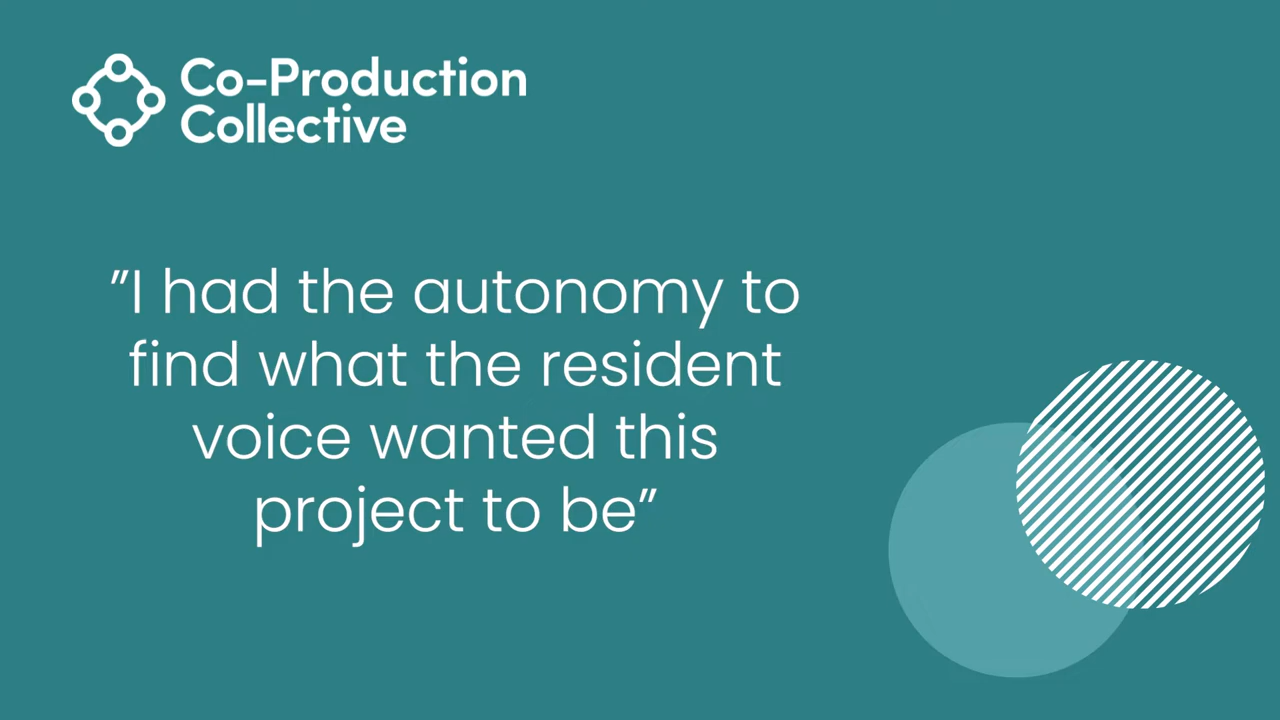 Co-Production
Collective
”I had the autonomy to
find what the resident
voice wanted this
project to be”